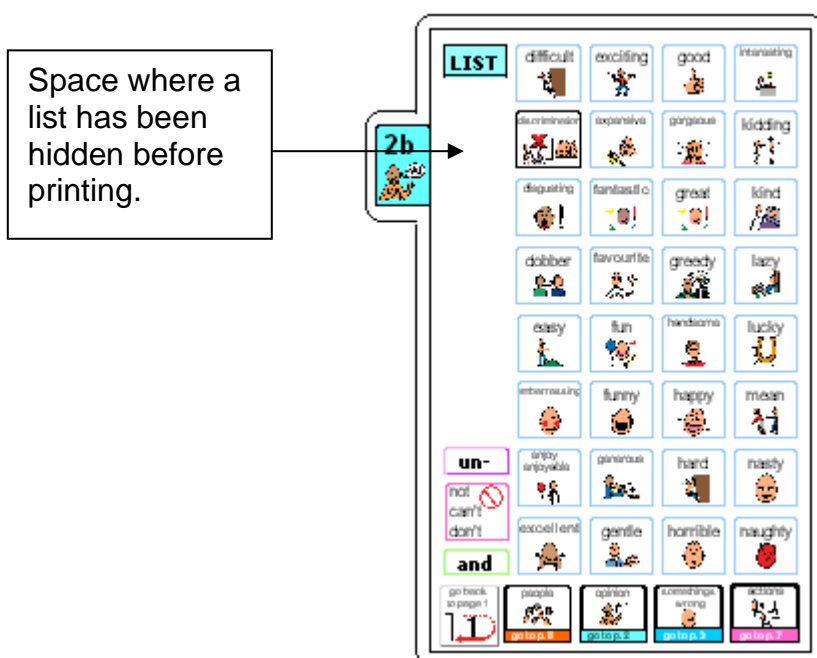 Space where a
list has been
hidden before
printing.
2b
LIST
difficult exciting good interesting
discrimination expensive gorgeous kidding
disgusting fantastic great kind
dobber favourite greedy lazy
easy fun handsome lucky
embarrassing funny happy mean
un-
enjoy
enjoyable generous hard nasty
not
can't
don't
excellent gentle horrible naughty
and
go back
to page 1
1
people opinion something's
wrong actions
go to p. 6 go to p. 2 go to p. 3 go to p. 7